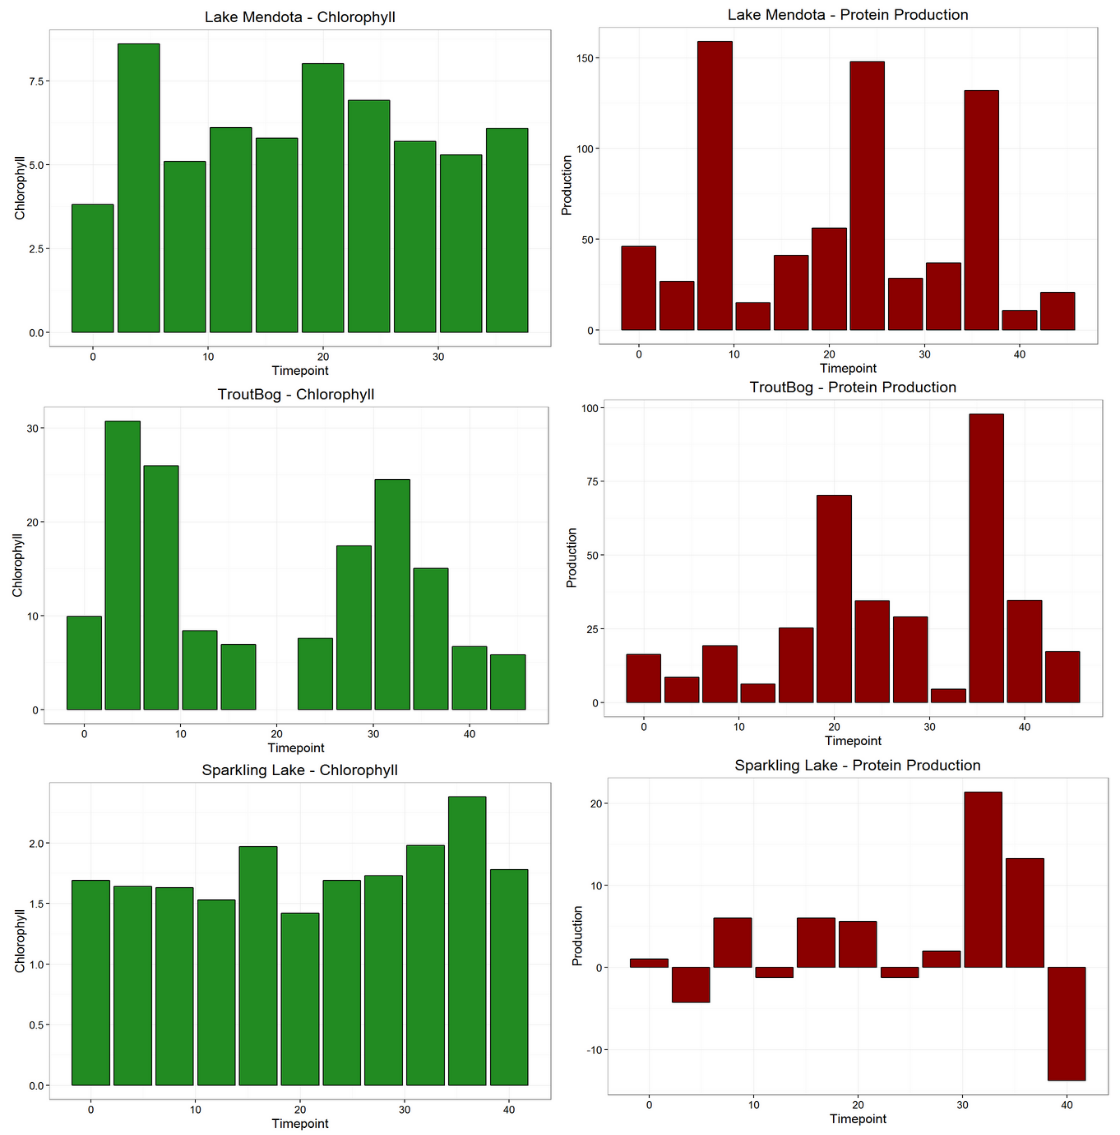 Lake Mendota - Chlorophyll
Chlorophyll
7.5
5.0
2.5
0.0
0 10 20 30
Timepoint
Lake Mendota - Protein Production
Production
150
100
50
0
0 10 20 30 40
Timepoint
TroutBog - Chlorophyll
Chlorophyll
30
20
10
0
0 10 20 30 40
Timepoint
TroutBog - Protein Production
Production
100
75
50
25
0
0 10 20 30 40
Timepoint
Sparkling Lake - Chlorophyll
Chlorophyll
2.0
1.5
1.0
0.5
0.0
0 10 20 30 40
Timepoint
Sparkling Lake - Protein Production
Production
20
10
0
-10
0 10 20 30 40
Timepoint